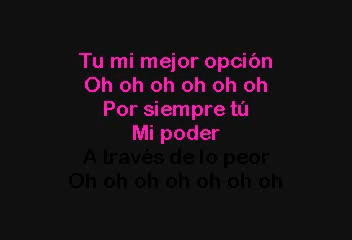 Tu mi mejor opción
Oh oh oh oh oh oh
Por siempre tú
Mi poder
A través de lo peor
Oh oh oh oh oh oh oh